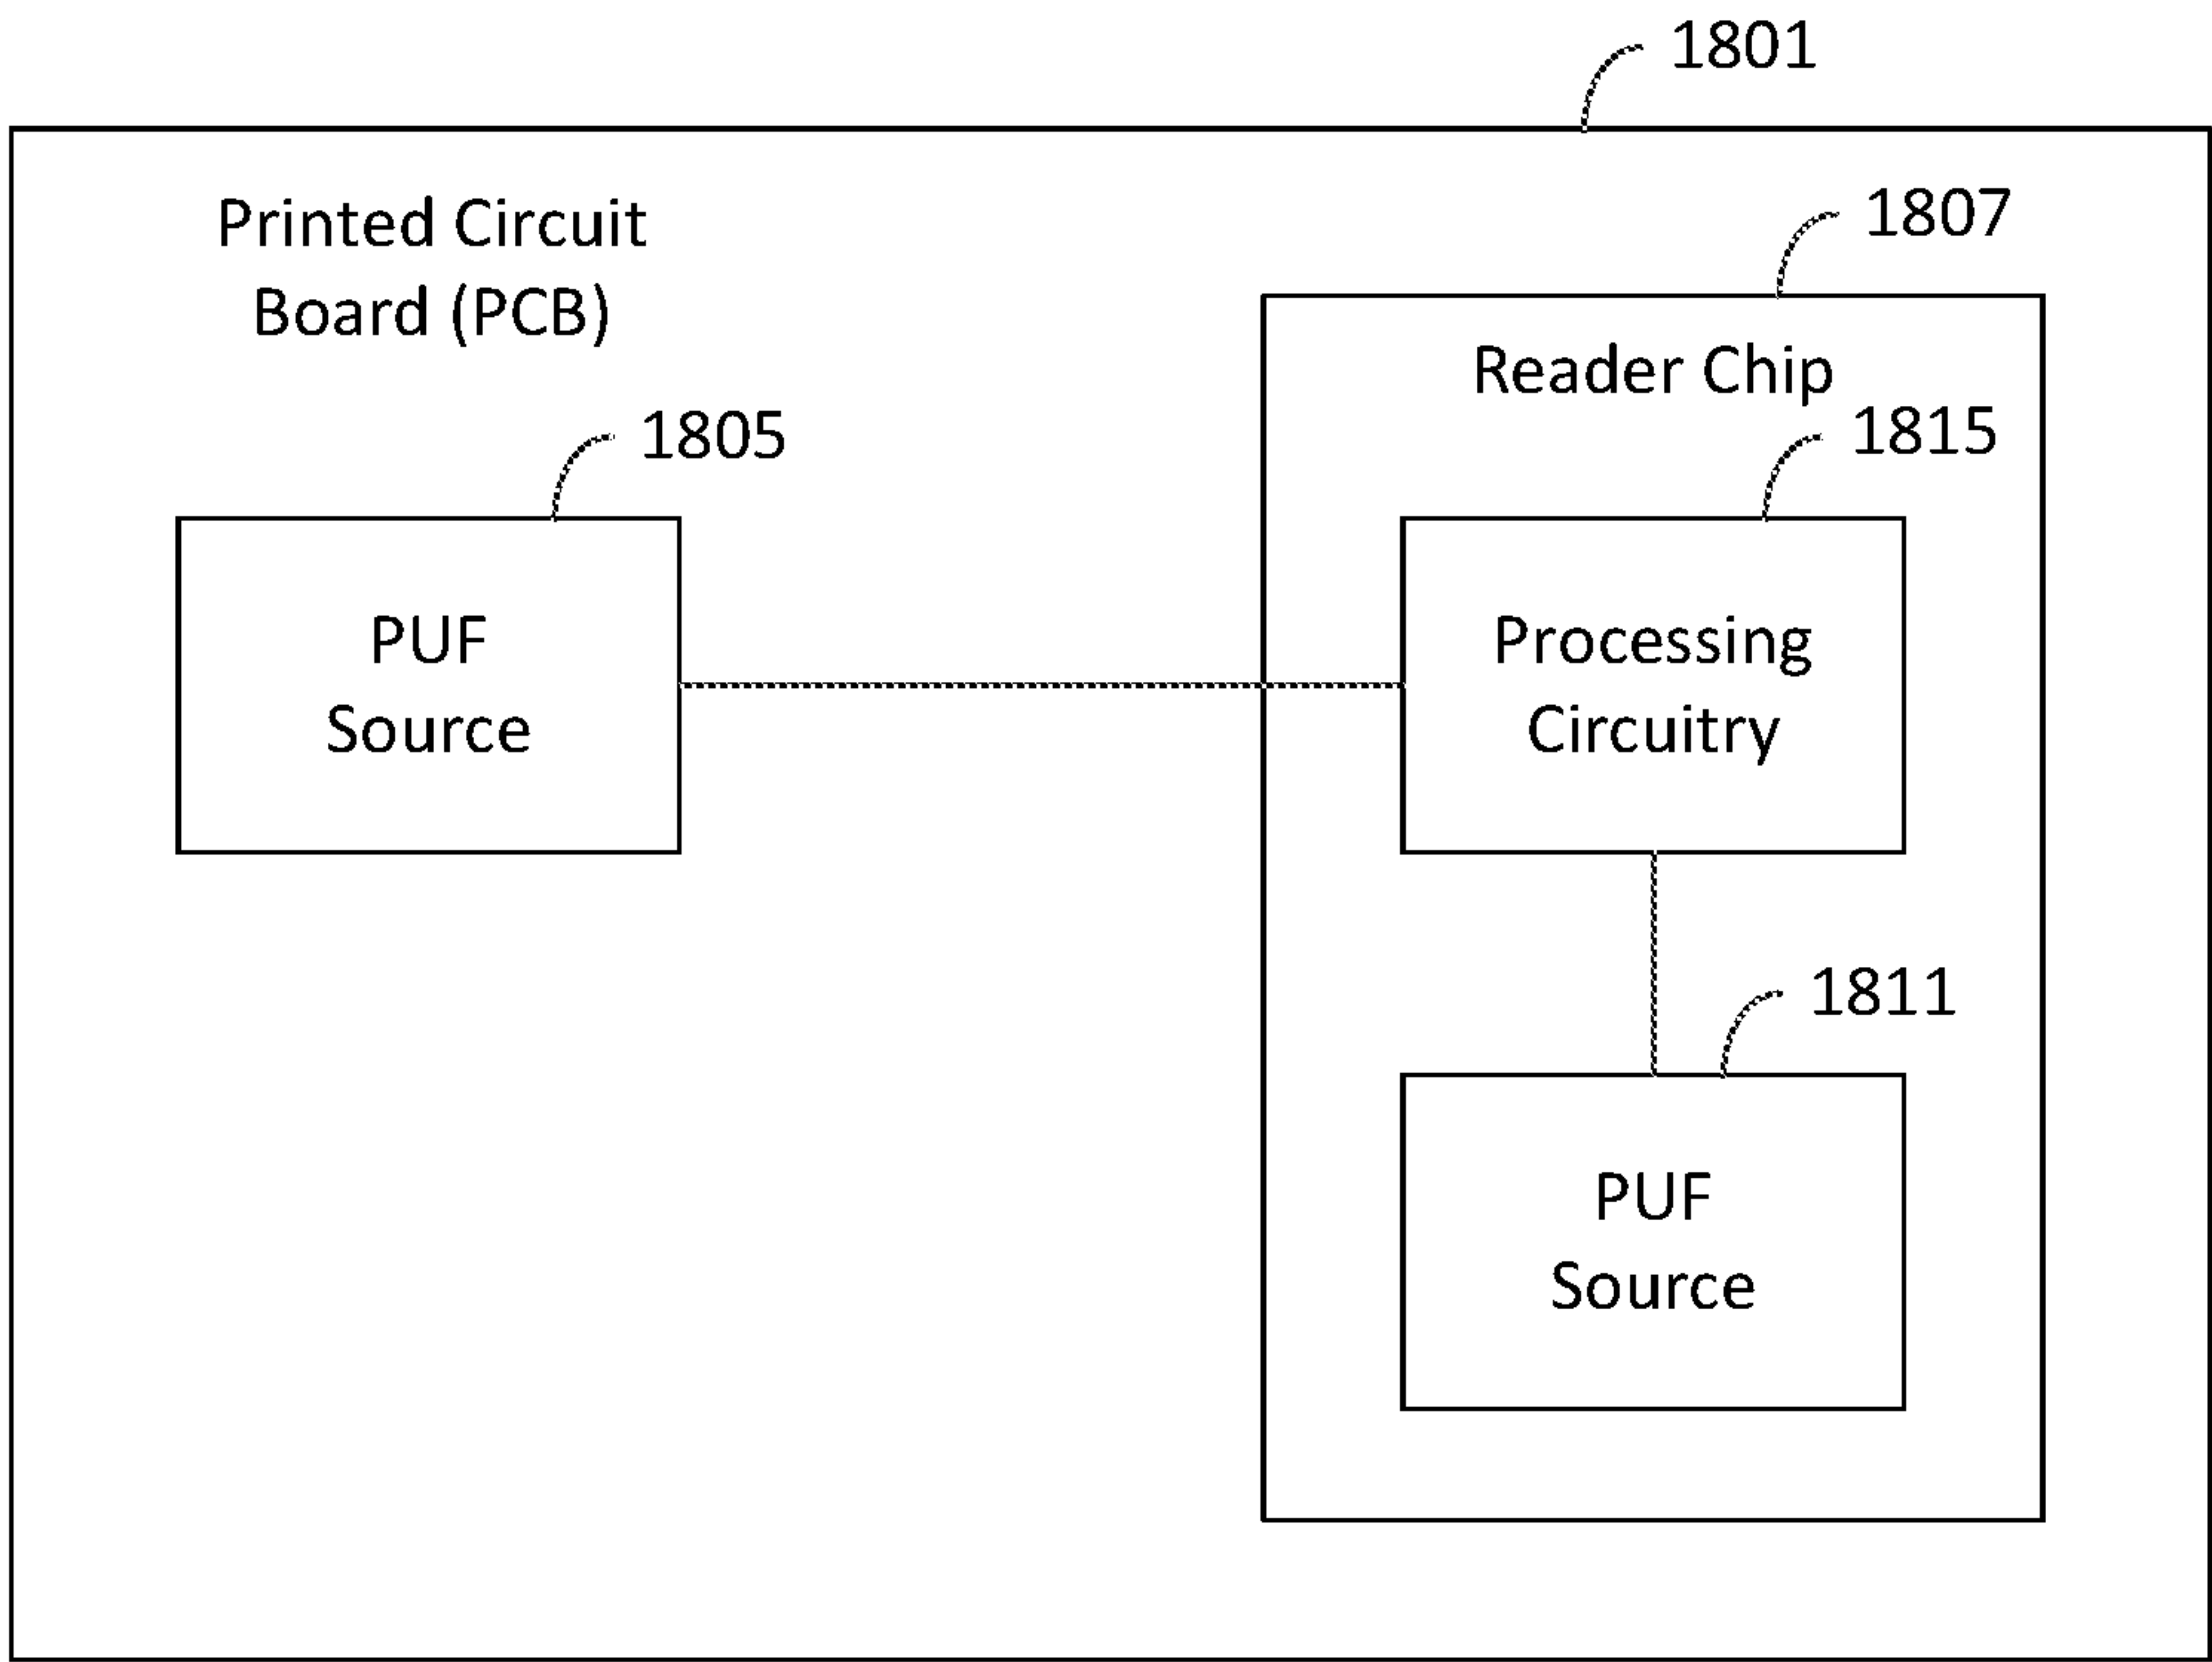 1801
Printed Circuit
Board (PCB)
1807
Reader Chip
1805
1815
PUF
Source
Processing
Circuitry
1811
PUF
Source